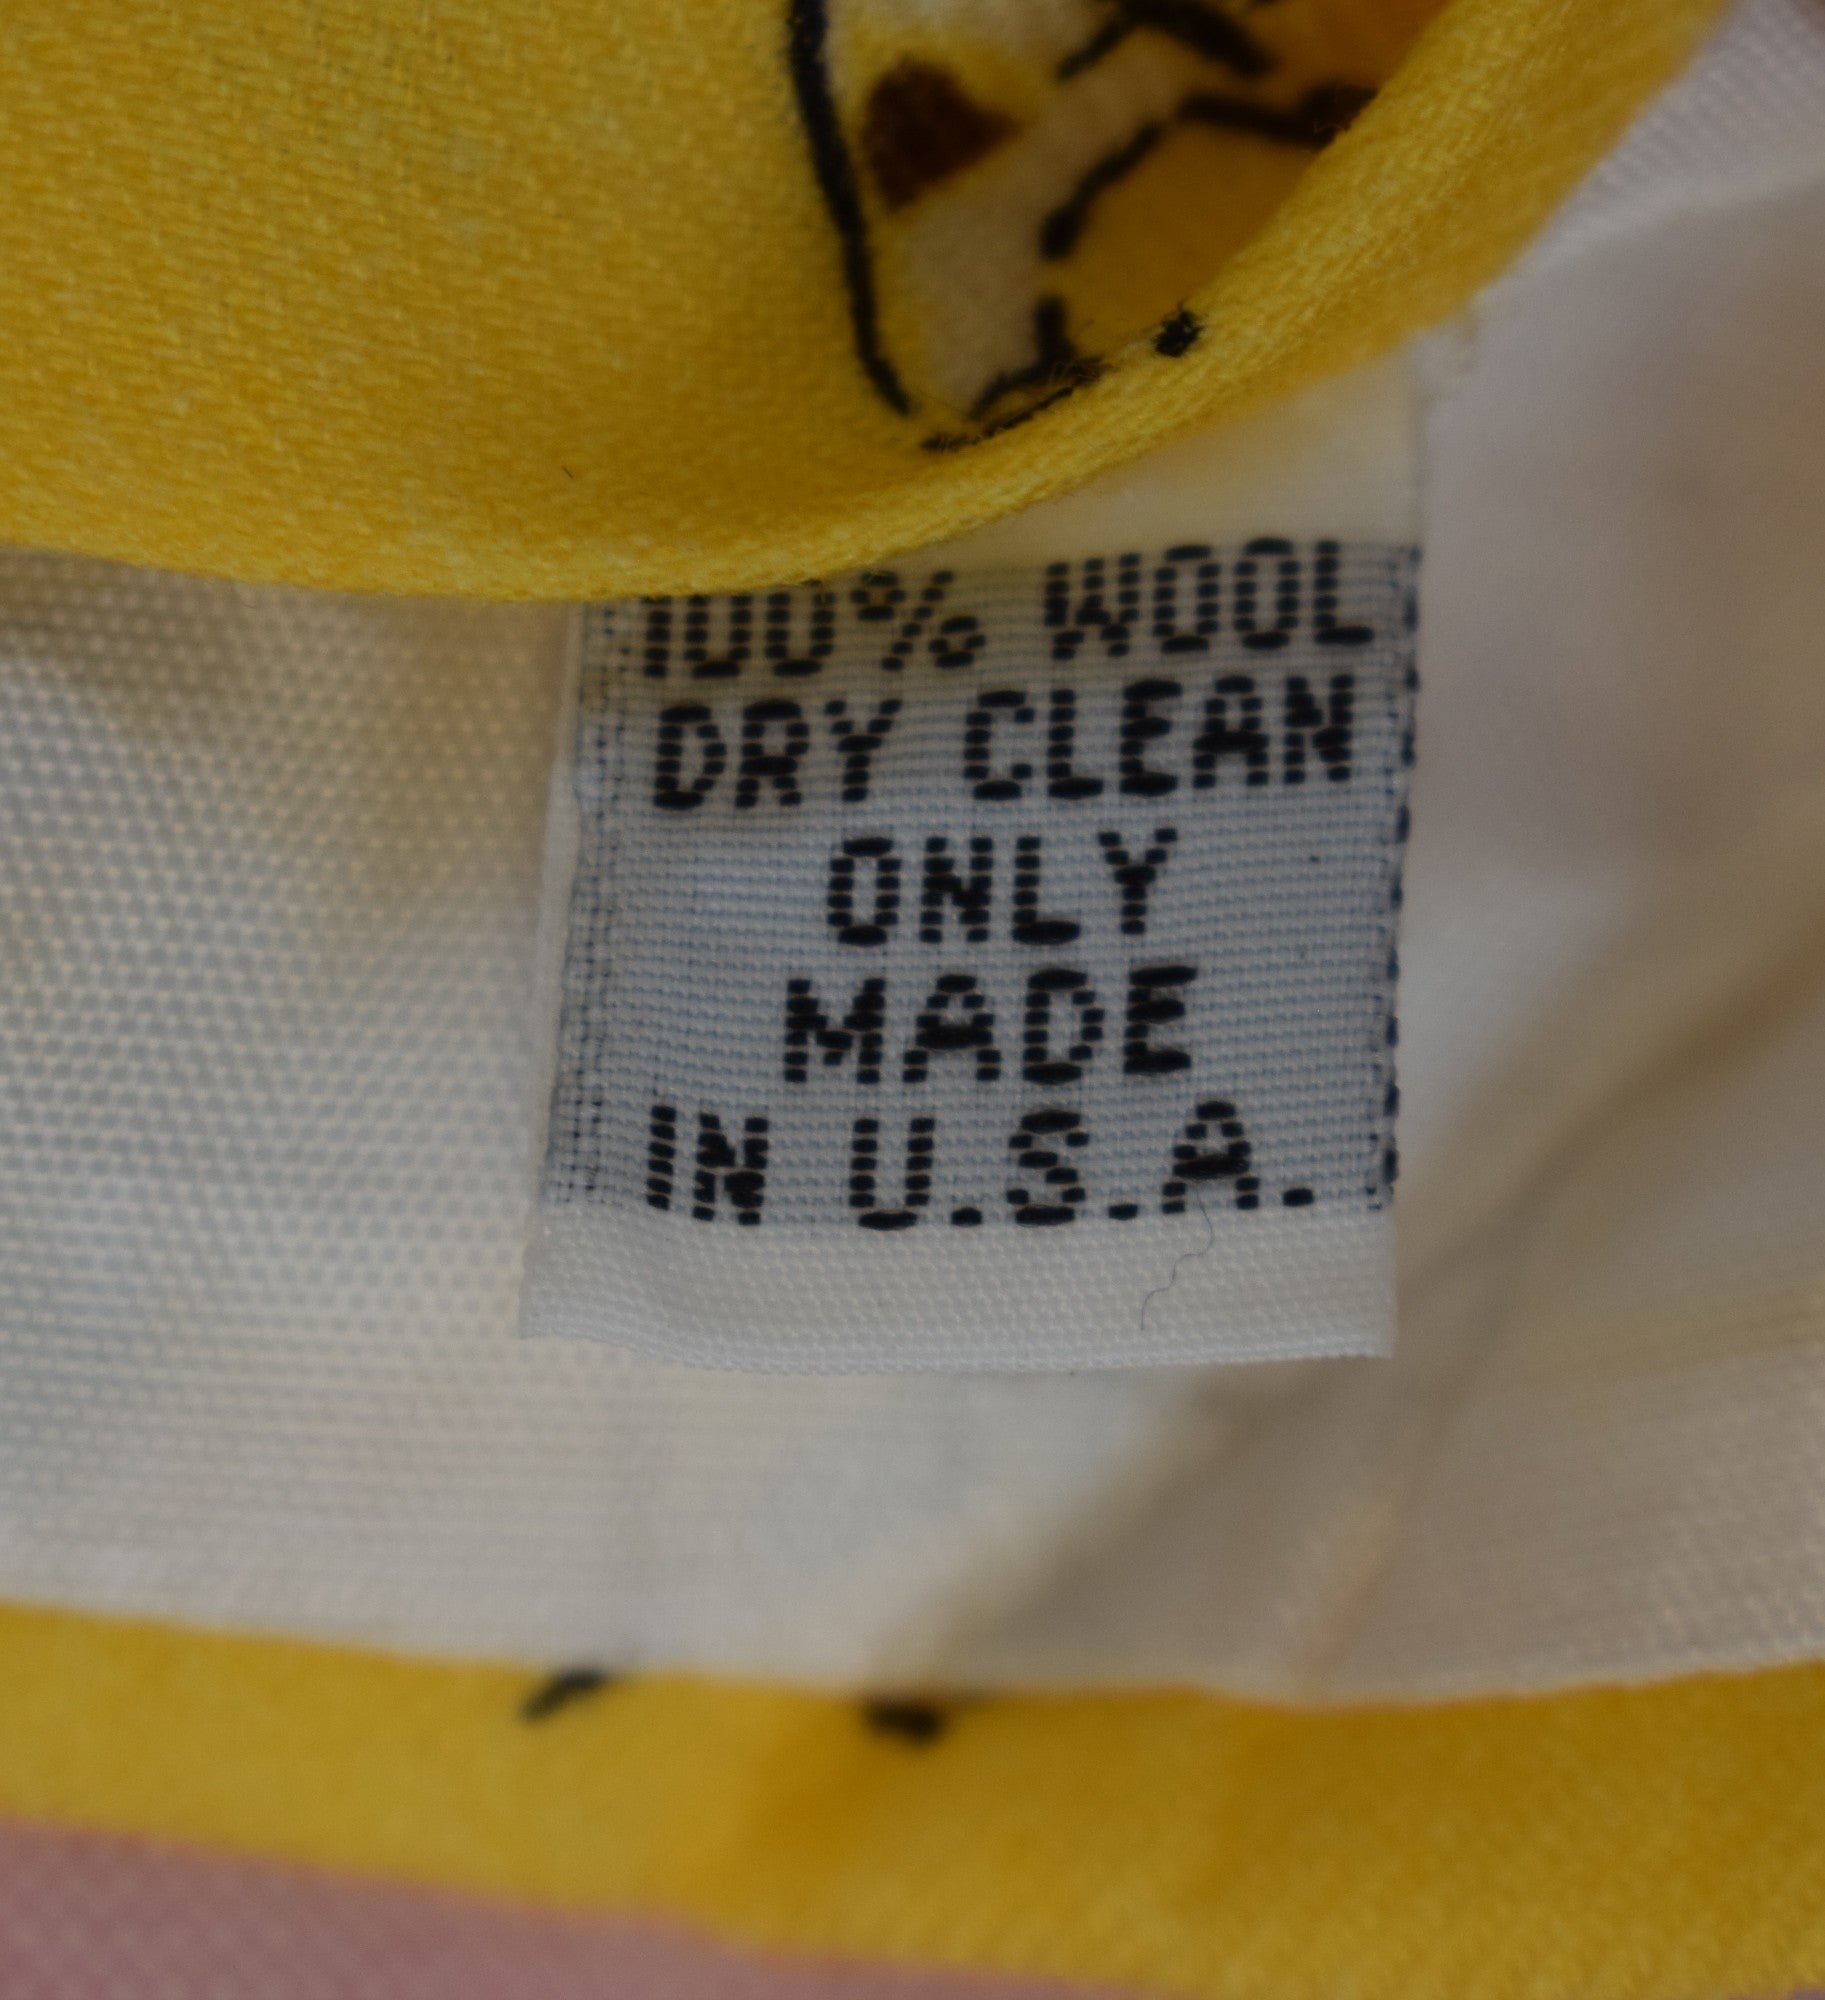 100% WOOL
DRY CLEAN
ONLY
MADE
IN U.S.A.